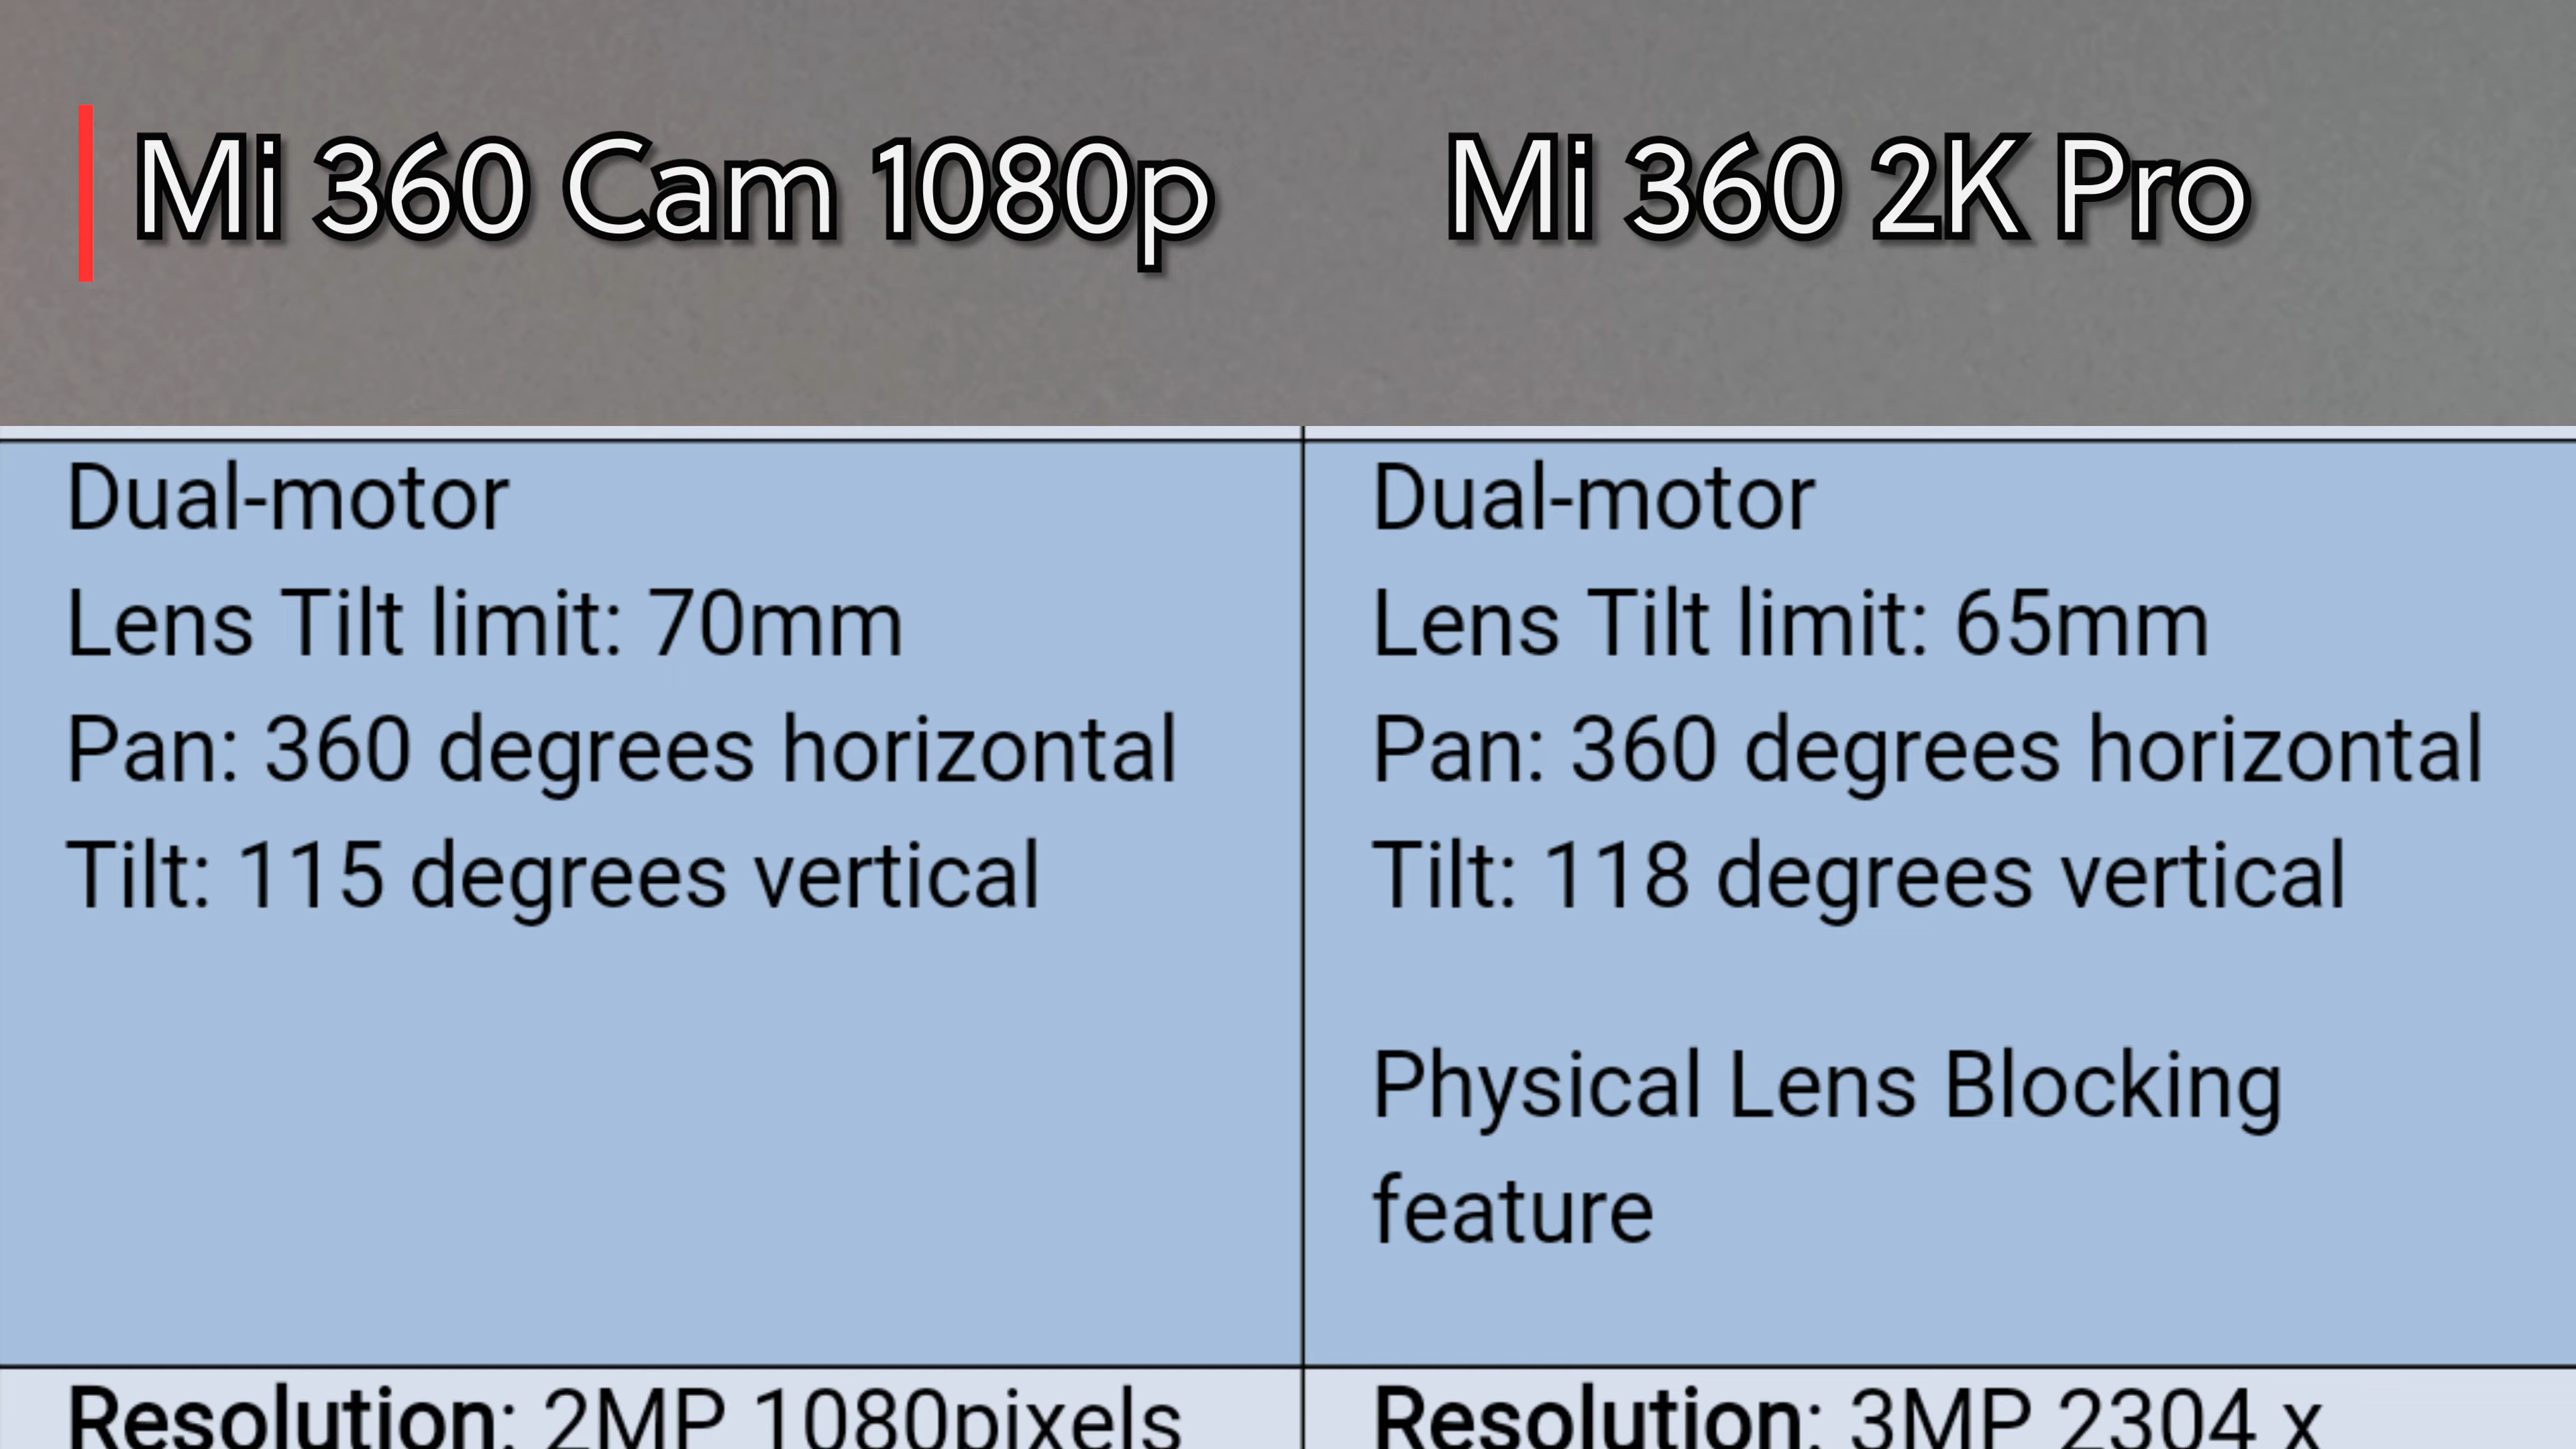 Mi 360 Cam 1080p
Mi 360 2K Pro
Dual-motor
Lens Tilt limit: 70mm
Pan: 360 degrees horizontal
Tilt: 115 degrees vertical
Dual-motor
Lens Tilt limit: 65mm
Pan: 360 degrees horizontal
Tilt: 118 degrees vertical
Physical Lens Blocking
feature
Resolution: 2MP 1080pixels
Resolution: 3MP 2304 x